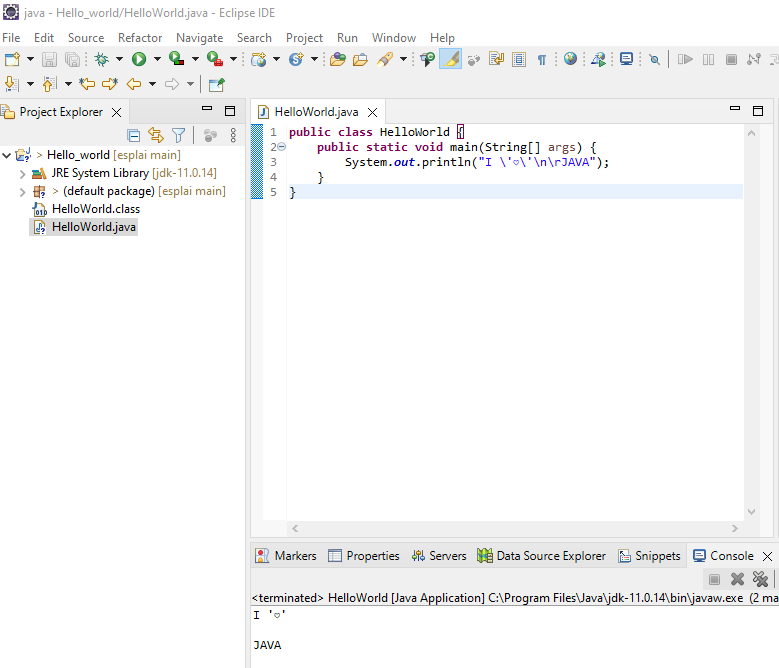 java - Hello_world/HelloWorld.java - Eclipse IDE
File Edit Source Refactor Navigate Search Project Run Window Help
Project Explorer
> Hello_world [esplai main]
JRE System Library [jdk-11.0.14]
> (default package) [esplai main]
HelloWorld.class
HelloWorld.java
HelloWorld.java
1 public class HelloWorld {
2 public static void main(String[] args) {
3 System.out.println("I \'♡\'\n\rJAVA");
4 }
5 }
Markers Properties Servers Data Source Explorer Snippets Console
<terminated> HelloWorld [Java Application] C:\Program Files\Java\jdk-11.0.14\bin\javaw.exe (2 ma
I '♡'
JAVA